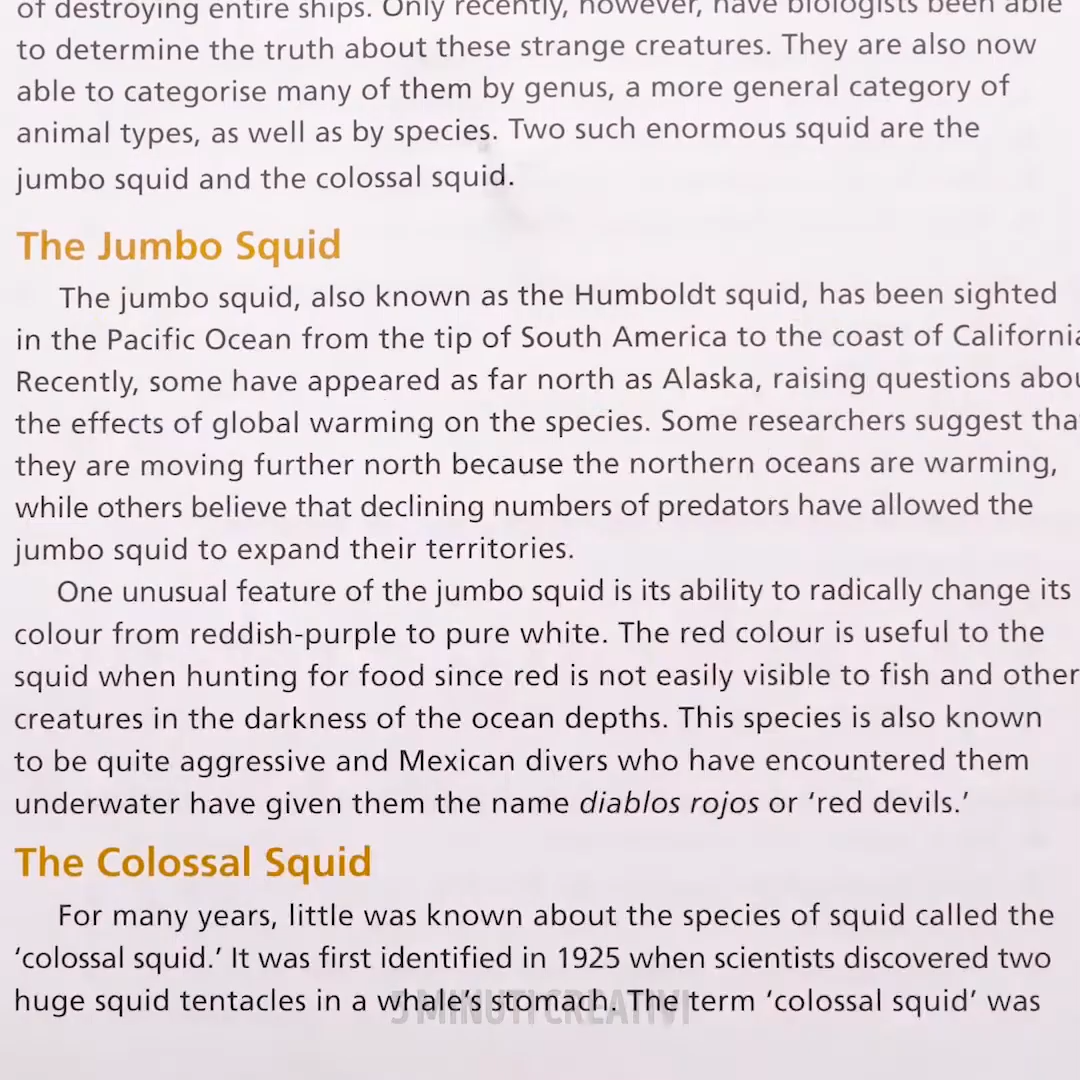 of destroying entire ships. Only recently, however, have biologists been able
to determine the truth about these strange creatures. They are also now
able to categorise many of them by genus, a more general category of
animal types, as well as by species. Two such enormous squid are the
jumbo squid and the colossal squid.
The Jumbo Squid
The jumbo squid, also known as the Humboldt squid, has been sighted
in the Pacific Ocean from the tip of South America to the coast of California
Recently, some have appeared as far north as Alaska, raising questions abou
the effects of global warming on the species. Some researchers suggest tha
they are moving further north because the northern oceans are warming,
while others believe that declining numbers of predators have allowed the
jumbo squid to expand their territories.
One unusual feature of the jumbo squid is its ability to radically change its
colour from reddish-purple to pure white. The red colour is useful to the
squid when hunting for food since red is not easily visible to fish and other
creatures in the darkness of the ocean depths. This species is also known
to be quite aggressive and Mexican divers who have encountered them
underwater have given them the name diablos rojos or ‘red devils.’
The Colossal Squid
For many years, little was known about the species of squid called the
‘colossal squid.’ It was first identified in 1925 when scientists discovered two
huge squid tentacles in a whale’s stomach. The term ‘colossal squid’ was
5 MINUTI CREATIVI